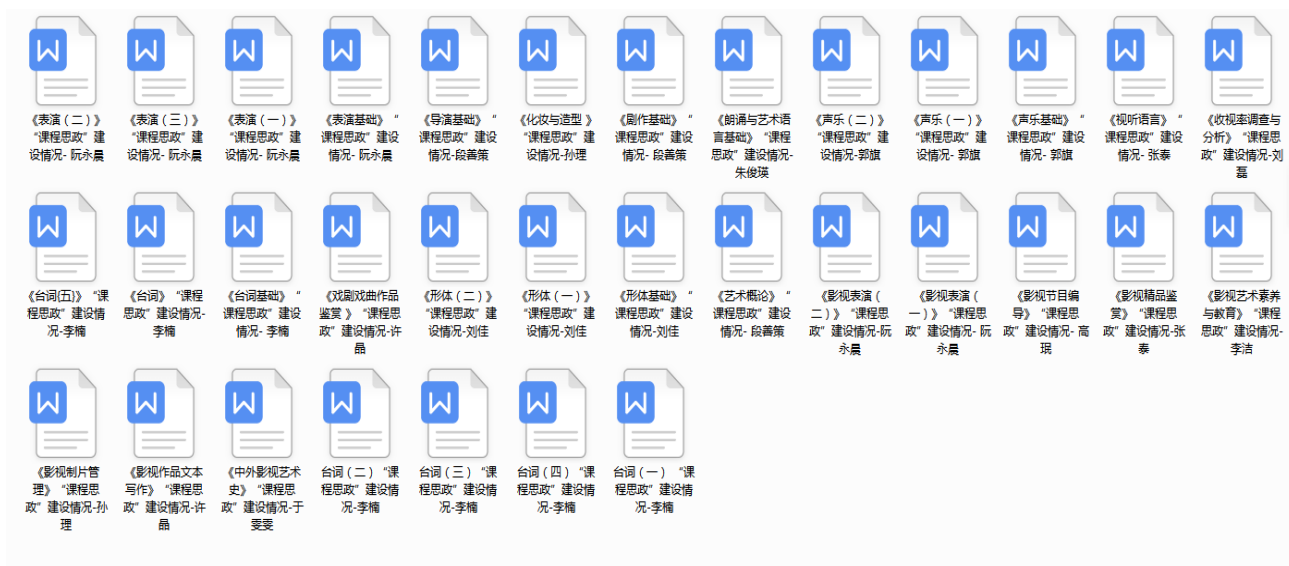 《表演（二）》
“课程思政”建
设情况- 阮永晨
《表演（三）》
“课程思政”建
设情况- 阮永晨
《表演（一）》
“课程思政”建
设情况- 阮永晨
《表演基础》“
课程思政”建设
情况- 阮永晨
《导演基础》“
课程思政”建设
情况-段善策
《化妆与造型 》
“课程思政”建
设情况-孙理
《剧作基础》“
课程思政”建设
情况- 段善策
《朗诵与艺术语
言基础》“课程
思政”建设情况-
朱俊瑛
《声乐（二）》
“课程思政”建
设情况-郭旗
《声乐（一）》
“课程思政”建
设情况- 郭旗
《声乐基础》“
课程思政”建设
情况- 郭旗
《视听语言》“
课程思政”建设
情况- 张泰
《收视率调查与
分析》“课程思
政”建设情况-刘
磊
《台词(五)》“课
程思政”建设情
况-李楠
《台词》“课程
思政”建设情况-
李楠
《台词基础》“
课程思政”建设
情况- 李楠
《戏剧戏曲作品
鉴赏 》“课程思
政”建设情况-许
晶
《形体（二）》
“课程思政”建
设情况-刘佳
《形体（一）》
“课程思政”建
设情况-刘佳
《形体基础》“
课程思政”建设
情况-刘佳
《艺术概论》“
课程思政”建设
情况- 段善策
《影视表演（
二）》“课程思
政”建设情况-阮
永晨
《影视表演（
一）》“课程思
政”建设情况- 阮
永晨
《影视节目编
导》“课程思
政”建设情况- 高
珉
《影视精品鉴
赏》“课程思
政”建设情况-张
泰
《影视艺术素养
与教育》“课程
思政”建设情况-
李洁
《影视制片管
理》“课程思
政”建设情况-孙
理
《影视作品文本
写作》“课程思
政”建设情况-许
晶
《中外影视艺术
史》“课程思
政”建设情况-于
雯雯
台词（二）“课
程思政”建设情
况-李楠
台词（三）“课
程思政”建设情
况-李楠
台词（四）“课
程思政”建设情
况-李楠
台词（一） “课
程思政”建设情
况-李楠